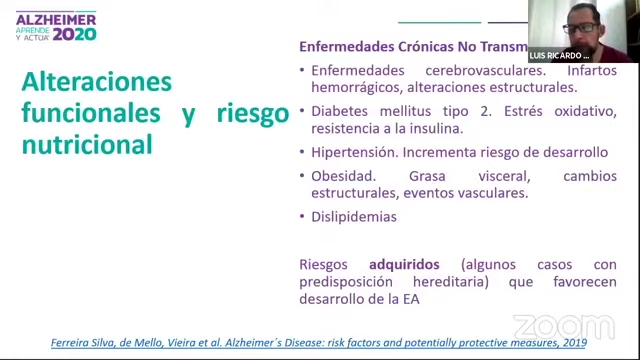 ALZHEIMER
APRENDE
Y ACTÚA
2020
Alteraciones
funcionales y riesgo
nutricional
Enfermedades Crónicas No Transm
LUIS RICARDO ...
• Enfermedades cerebrovasculares. Infartos
hemorrágicos, alteraciones estructurales.
• Diabetes mellitus tipo 2. Estrés oxidativo,
resistencia a la insulina.
• Hipertensión. Incrementa riesgo de desarrollo
• Obesidad. Grasa visceral, cambios
estructurales, eventos vasculares.
• Dislipidemias
Riesgos adquiridos (algunos casos con
predisposición hereditaria) que favorecen
desarrollo de la EA
zoom
Ferreira Silva, de Mello, Vieira et al. Alzheimer´s Disease: risk factors and potentially protective measures, 2019